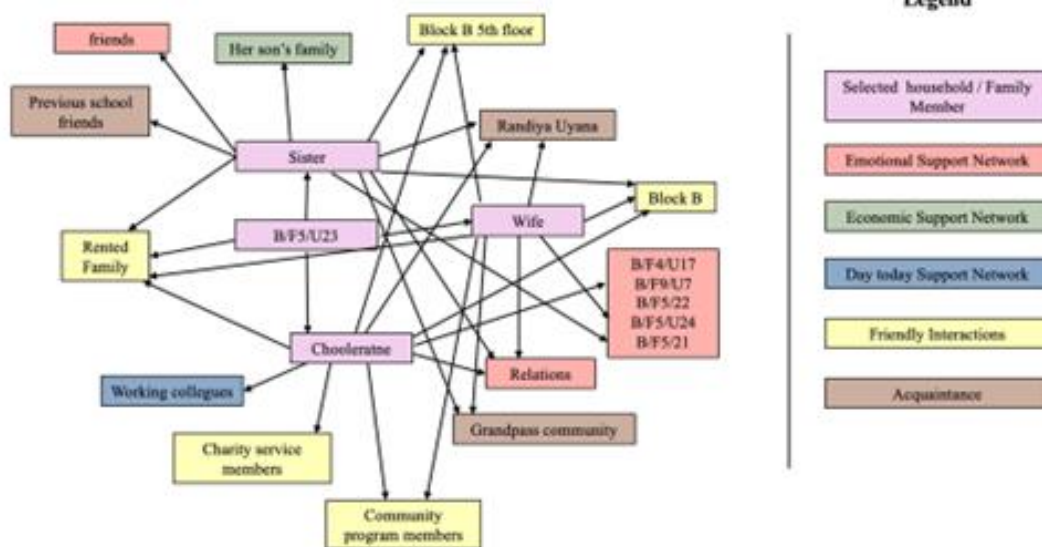 Legend
friends
Her son's family
Block B 5th floor
Previous school
friends
Randiya Uyana
Sister
Block B
Wife
B/F5/U23
Rented
Family
B/F4/U17
B/F9/U7
B/F5/22
B/F5/U24
B/F5/21
Chooleratne
Relations
Working collegues
Grandpass community
Charity service
members
Community
program members
Selected household / Family
Member
Emotional Support Network
Economic Support Network
Day today Support Network
Friendly Interactions
Acquaintance